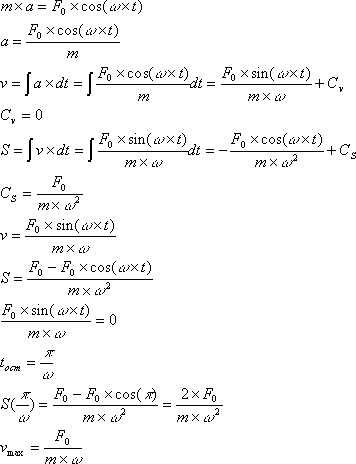 m×a = F₀×cos(ω×t)
a = F₀×cos(ω×t)/m
v = ∫a×dt = ∫F₀×cos(ω×t)/m dt = F₀×sin(ω×t)/(m×ω) + Cᵥ
Cᵥ = 0
S = ∫v×dt = ∫F₀×sin(ω×t)/(m×ω) dt = −F₀×cos(ω×t)/(m×ω²) + C_S
C_S = F₀/(m×ω²)
v = F₀×sin(ω×t)/(m×ω)
S = (F₀−F₀×cos(ω×t))/(m×ω²)
F₀×sin(ω×t)/(m×ω) = 0
t_ост = π/ω
S(π/ω) = (F₀−F₀×cos(π))/(m×ω²) = 2×F₀/(m×ω²)
v_max = F₀/(m×ω)